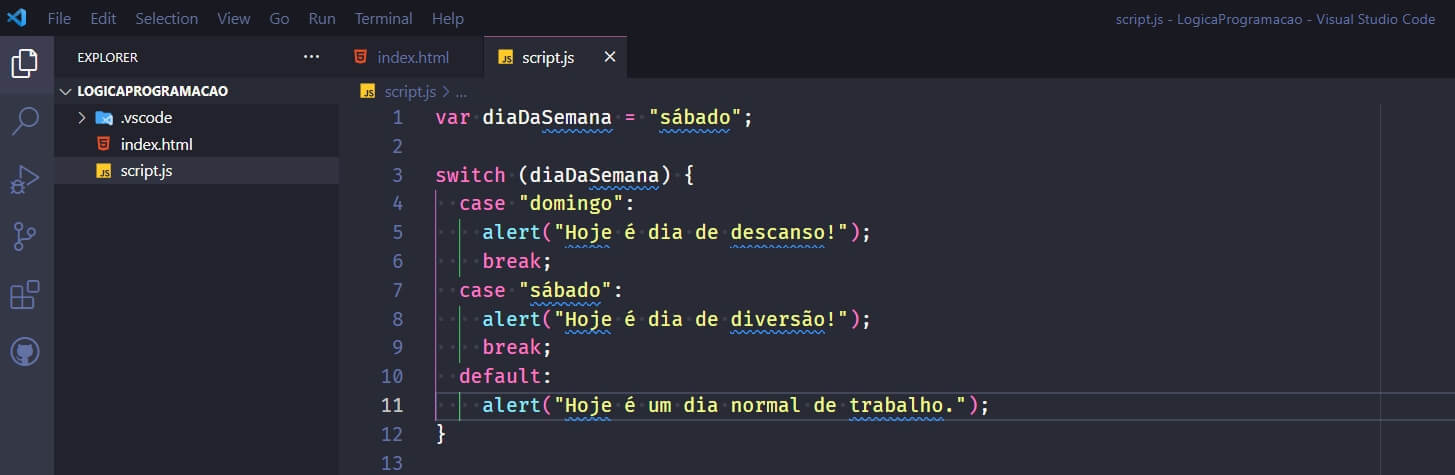 File Edit Selection View Go Run Terminal Help
script.js - LogicaProgramacao - Visual Studio Code
EXPLORER ···
LOGICAPROGRAMACAO
.vscode
index.html
JS script.js
index.html
JS script.js ×
JS script.js > ...
1 var diaDaSemana = "sábado";
2
3 switch (diaDaSemana) {
4 case "domingo":
5 alert("Hoje é dia de descanso!");
6 break;
7 case "sábado":
8 alert("Hoje é dia de diversão!");
9 break;
10 default:
11 alert("Hoje é um dia normal de trabalho.");
12 }
13